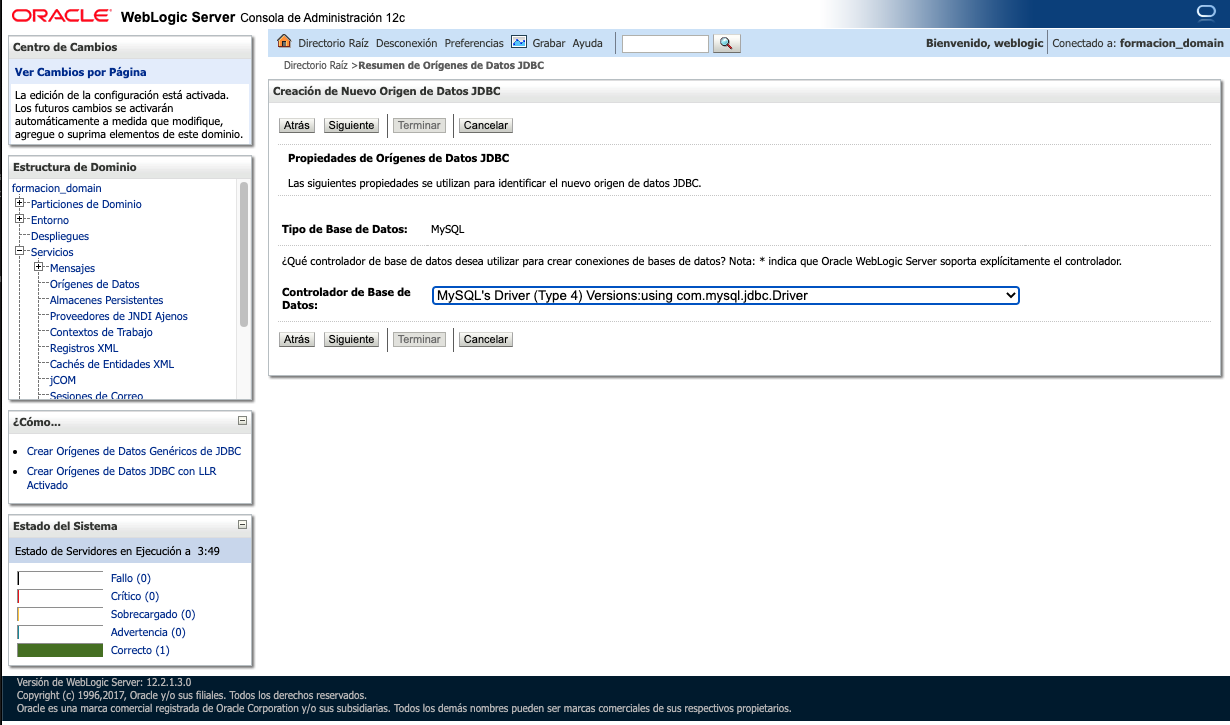 ORACLE WebLogic Server Consola de Administración 12c
Centro de Cambios
Ver Cambios por Página
La edición de la configuración está activada.
Los futuros cambios se activarán
automáticamente a medida que modifique,
agregue o suprima elementos de este dominio.
Estructura de Dominio
formacion_domain
Particiones de Dominio
Entorno
Despliegues
Servicios
Mensajes
Orígenes de Datos
Almacenes Persistentes
Proveedores de JNDI Ajenos
Contextos de Trabajo
Registros XML
Cachés de Entidades XML
jCOM
Sesiones de Correo
¿Cómo...
Crear Orígenes de Datos Genéricos de JDBC
Crear Orígenes de Datos JDBC con LLR
Activado
Estado del Sistema
Estado de Servidores en Ejecución a 3:49
Fallo (0)
Crítico (0)
Sobrecargado (0)
Advertencia (0)
Correcto (1)
Directorio Raíz Desconexión Preferencias Grabar Ayuda
Bienvenido, weblogic Conectado a: formacion_domain
Directorio Raíz >Resumen de Orígenes de Datos JDBC
Creación de Nuevo Origen de Datos JDBC
Atrás Siguiente Terminar Cancelar
Propiedades de Orígenes de Datos JDBC
Las siguientes propiedades se utilizan para identificar el nuevo origen de datos JDBC.
Tipo de Base de Datos: MySQL
¿Qué controlador de base de datos desea utilizar para crear conexiones de bases de datos? Nota: * indica que Oracle WebLogic Server soporta explícitamente el controlador.
Controlador de Base de
Datos:
MySQL's Driver (Type 4) Versions:using com.mysql.jdbc.Driver
Atrás Siguiente Terminar Cancelar
Versión de WebLogic Server: 12.2.1.3.0
Copyright (c) 1996,2017, Oracle y/o sus filiales. Todos los derechos reservados.
Oracle es una marca comercial registrada de Oracle Corporation y/o sus subsidiarias. Todos los demás nombres pueden ser marcas comerciales de sus respectivos propietarios.